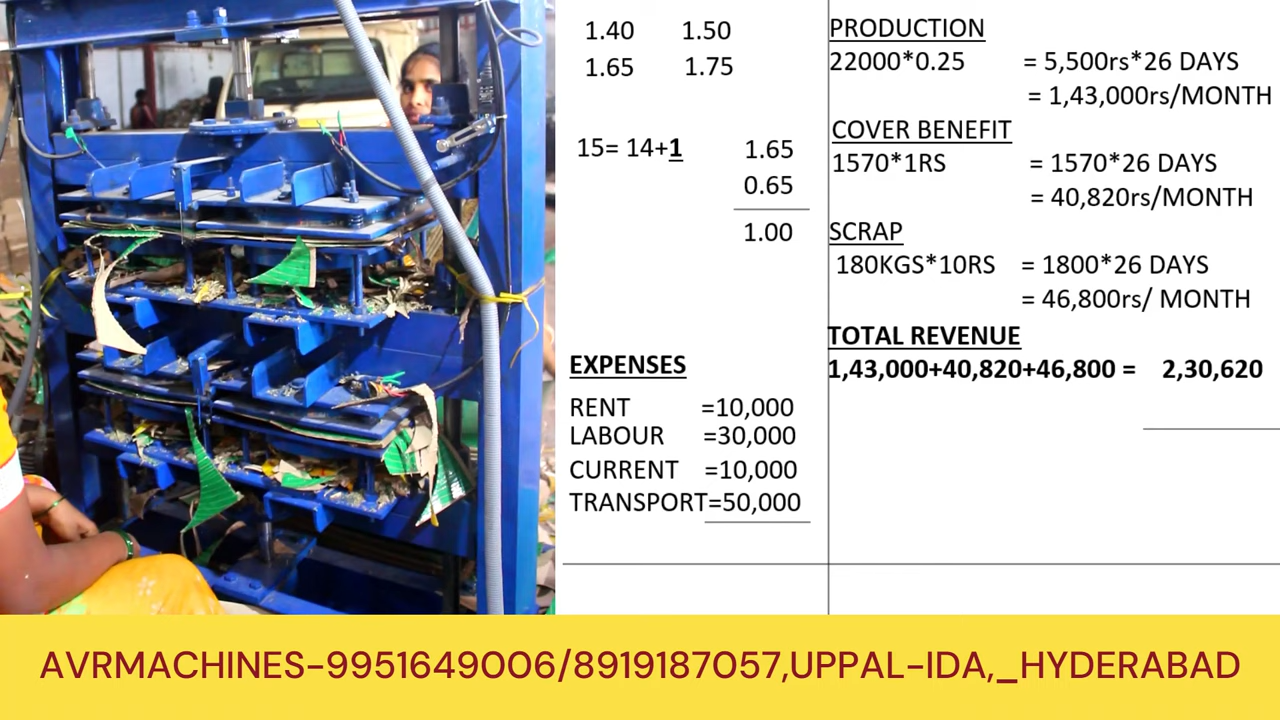 1.40 1.50
1.65 1.75
15= 14+1 1.65
0.65
1.00
EXPENSES
RENT =10,000
LABOUR =30,000
CURRENT =10,000
TRANSPORT=50,000
PRODUCTION
22000*0.25 = 5,500rs*26 DAYS
= 1,43,000rs/MONTH
COVER BENEFIT
1570*1RS = 1570*26 DAYS
= 40,820rs/MONTH
SCRAP
180KGS*10RS = 1800*26 DAYS
= 46,800rs/ MONTH
TOTAL REVENUE
1,43,000+40,820+46,800 = 2,30,620
AVRMACHINES-9951649006/8919187057,UPPAL-IDA,_HYDERABAD